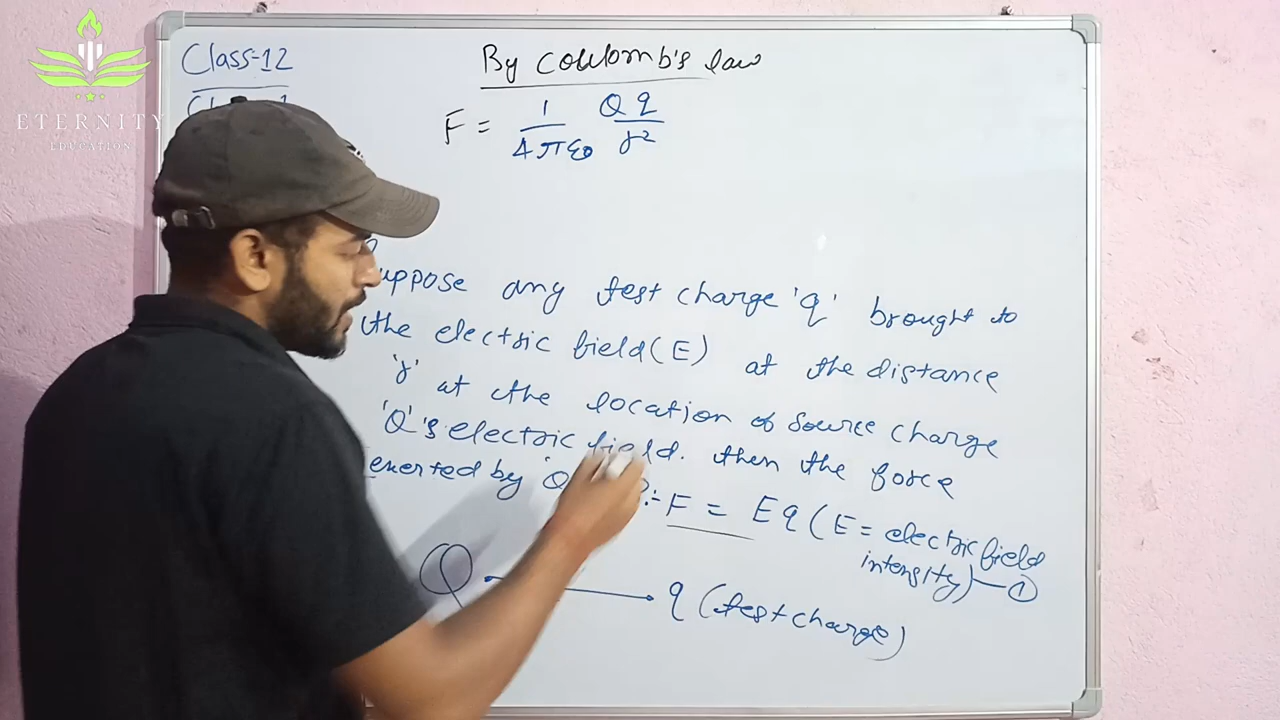 ETERNITY
EDUCATION
Class-12
By Coulomb's law
F = 1/4πε0 Qq/r²
Suppose any test charge 'q' brought to
the electric field (E) at the distance
'r' at the location of source charge
'Q's electric field. then the force
exerted by 'Q ∴ F = Eq (E = electric field
intensity) — ①
Q q (test charge)